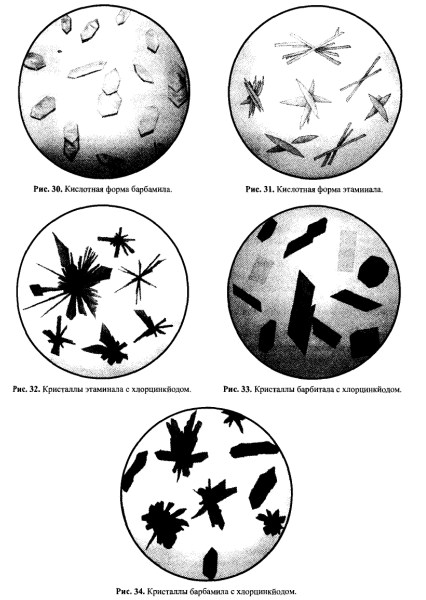 Рис. 30. Кислотная форма барбамила.
Рис. 31. Кислотная форма этаминала.
Рис. 32. Кристаллы этаминала с хлорцинкйодом.
Рис. 33. Кристаллы барбитала с хлорцинкйодом.
Рис. 34. Кристаллы барбамила с хлорцинкйодом.